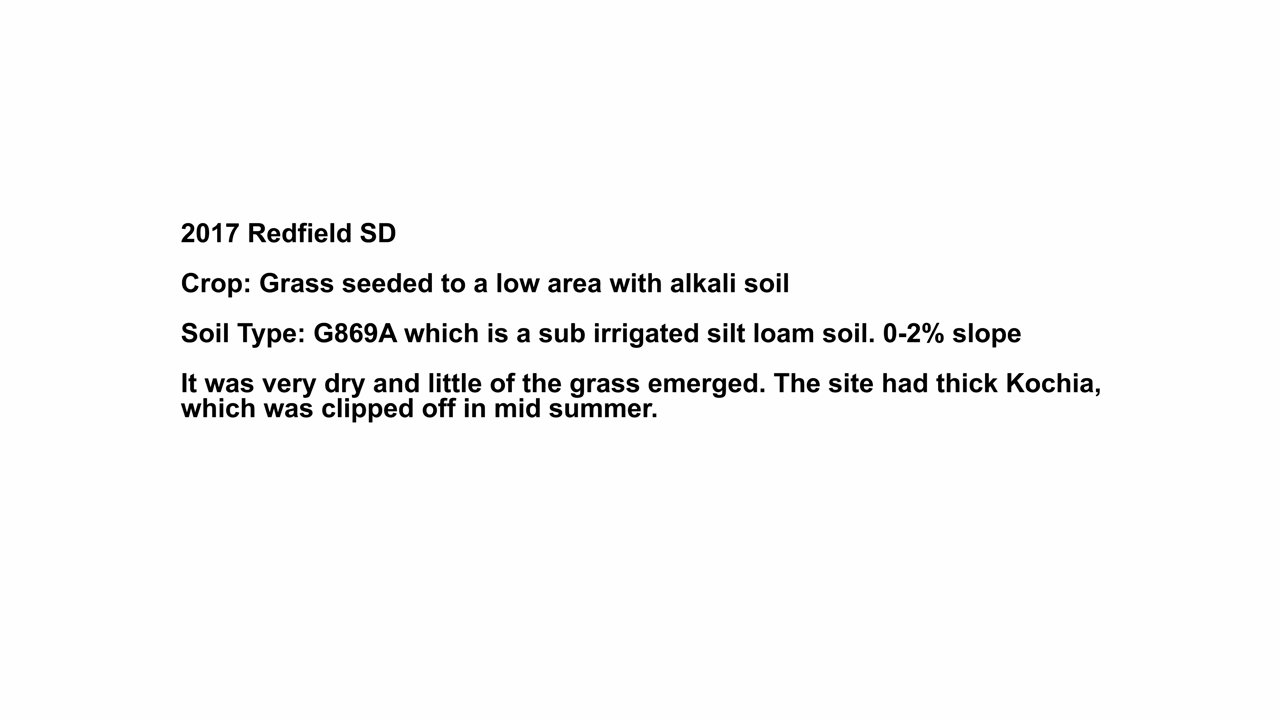 2017 Redfield SD
Crop: Grass seeded to a low area with alkali soil
Soil Type: G869A which is a sub irrigated silt loam soil. 0-2% slope
It was very dry and little of the grass emerged. The site had thick Kochia,
which was clipped off in mid summer.